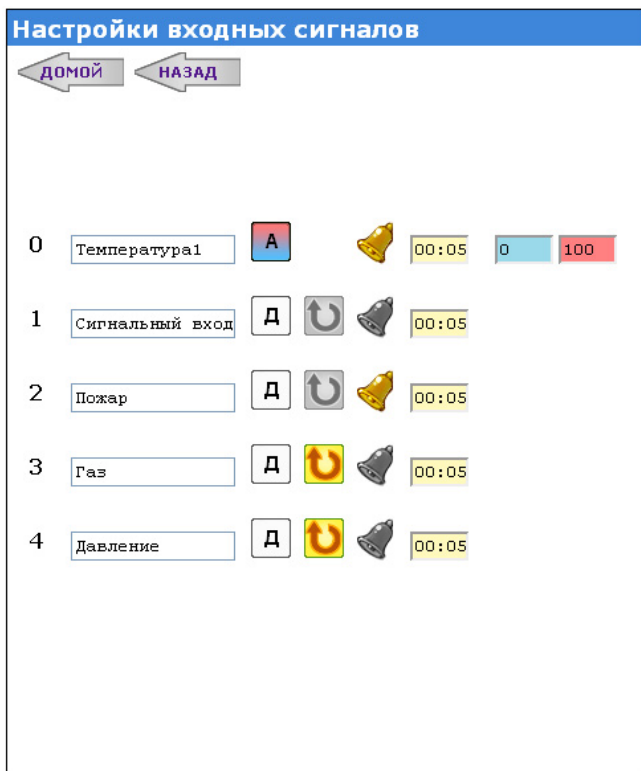 Настройки входных сигналов
ДОМОЙ НАЗАД
0 Температура1 А 00:05 0 100
1 Сигнальный вход Д 00:05
2 Пожар Д 00:05
3 Газ Д 00:05
4 Давление Д 00:05